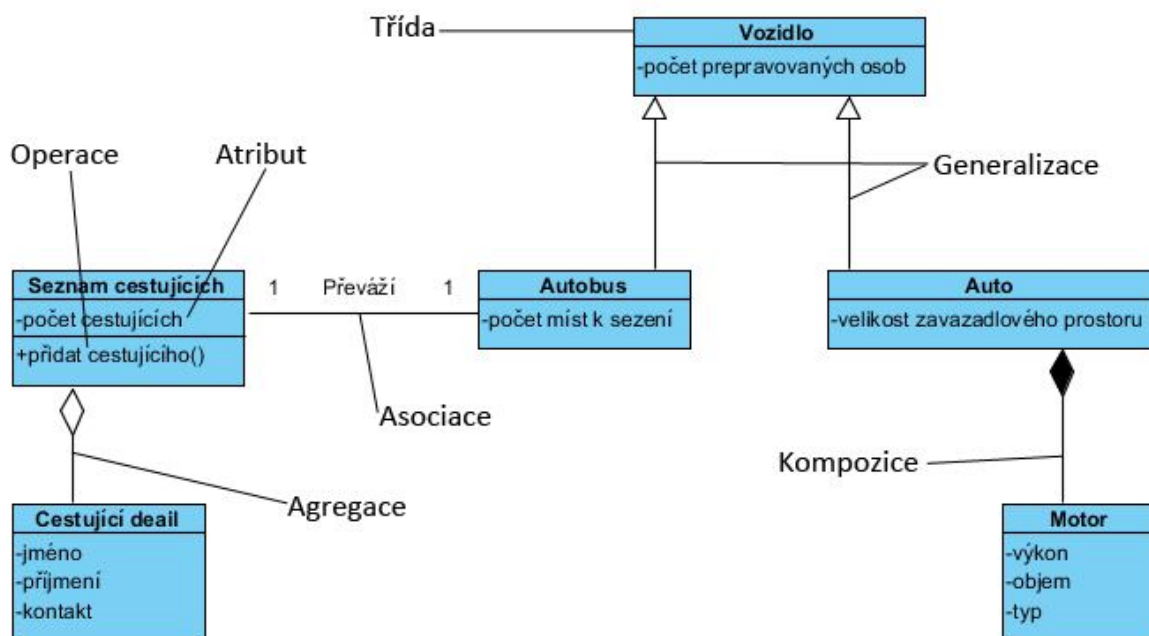 Třída
Vozidlo
-počet prepravovaných osob
Operace
Atribut
Generalizace
Seznam cestujících
-počet cestujících
+přidat cestujícího()
1 Převáží 1
Autobus
-počet míst k sezení
Auto
-velikost zavazadlového prostoru
Asociace
Kompozice
Agregace
Cestující deail
-jméno
-příjmení
-kontakt
Motor
-výkon
-objem
-typ